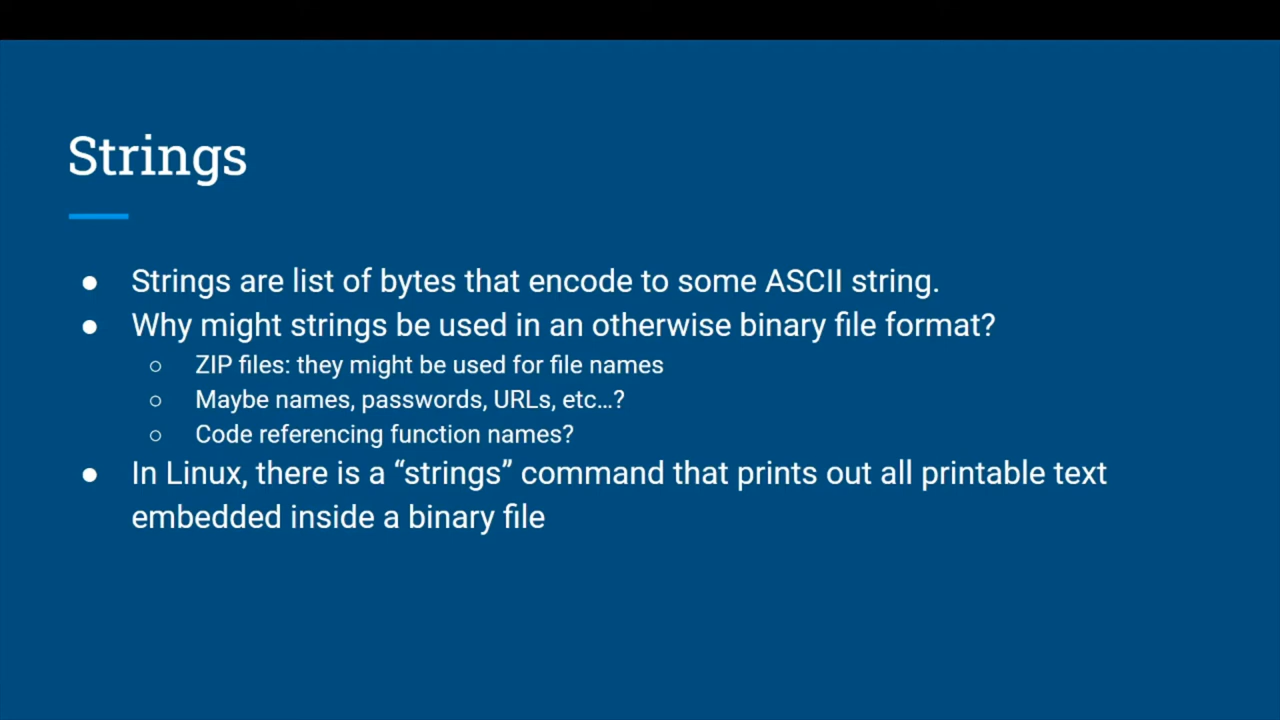 Strings
● Strings are list of bytes that encode to some ASCII string.
● Why might strings be used in an otherwise binary file format?
○ ZIP files: they might be used for file names
○ Maybe names, passwords, URLs, etc…?
○ Code referencing function names?
● In Linux, there is a “strings” command that prints out all printable text
embedded inside a binary file